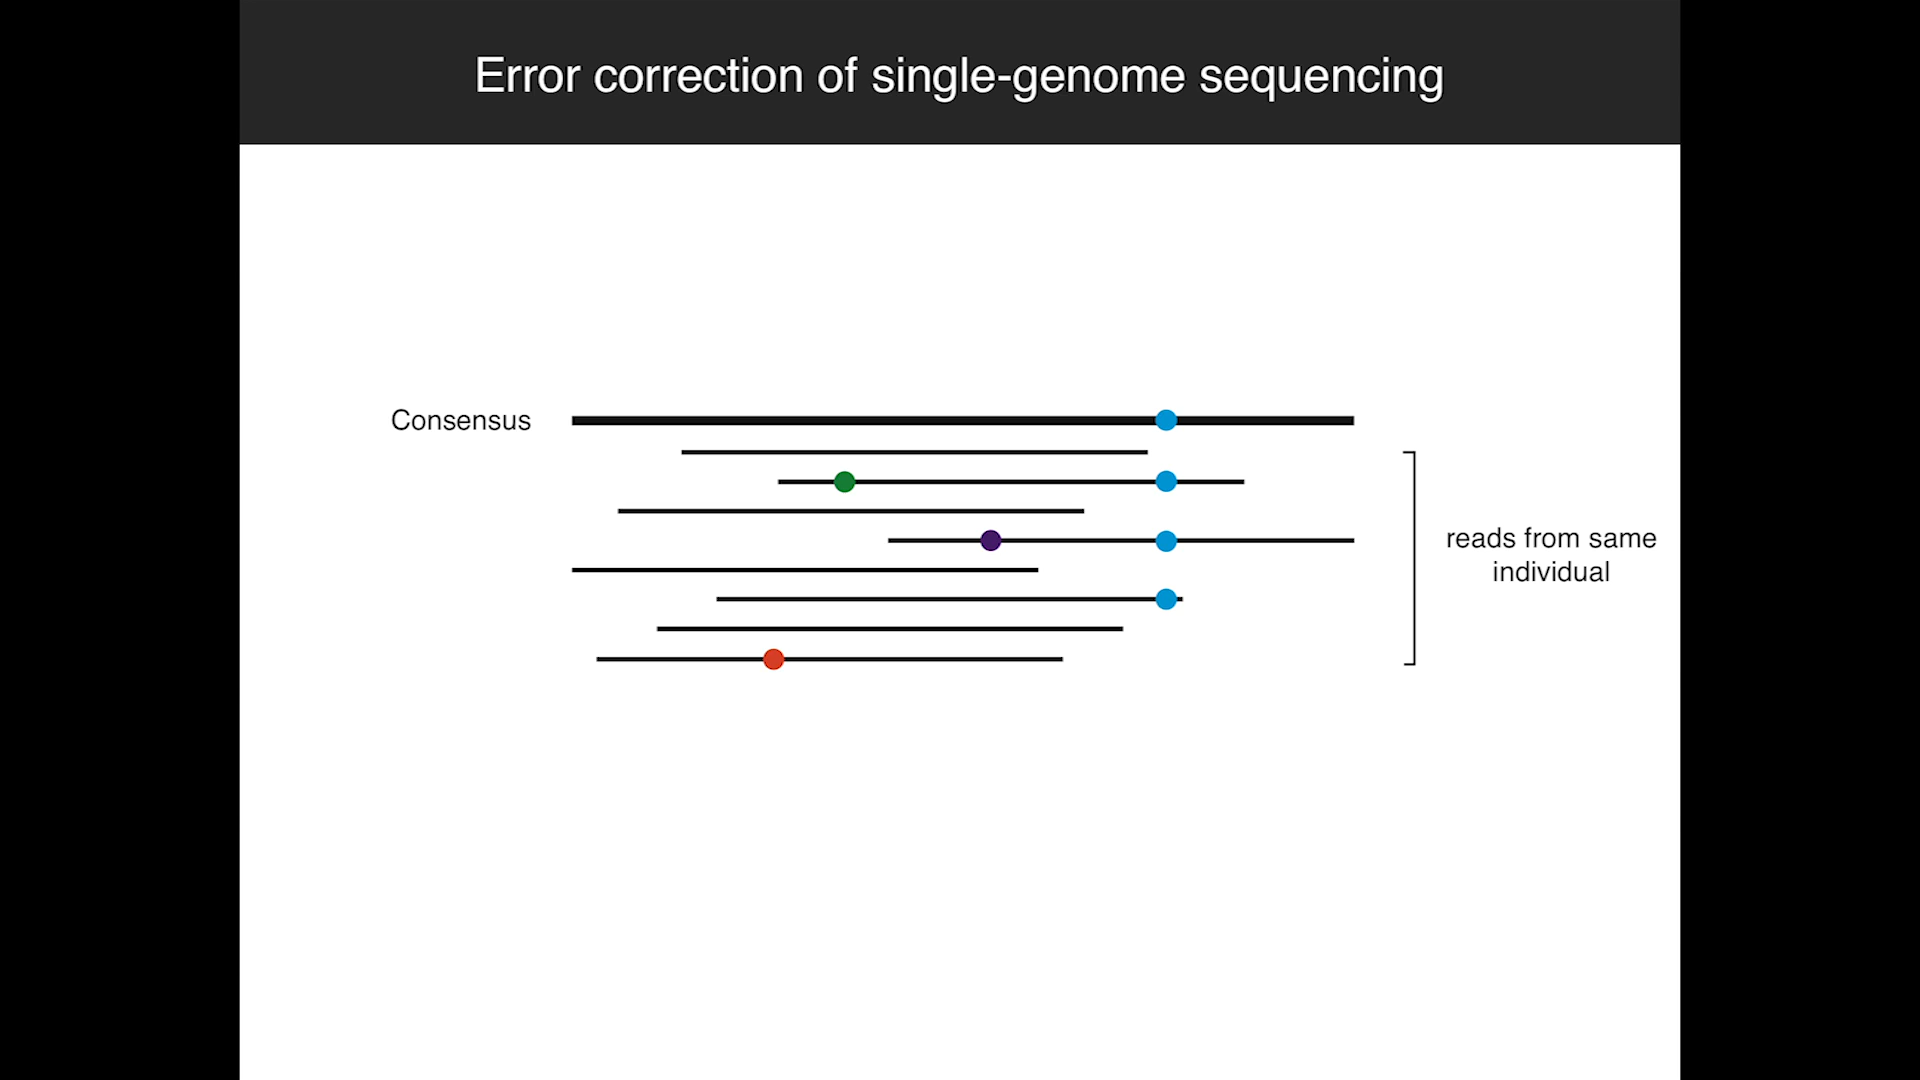 Error correction of single-genome sequencing
Consensus
reads from same
individual